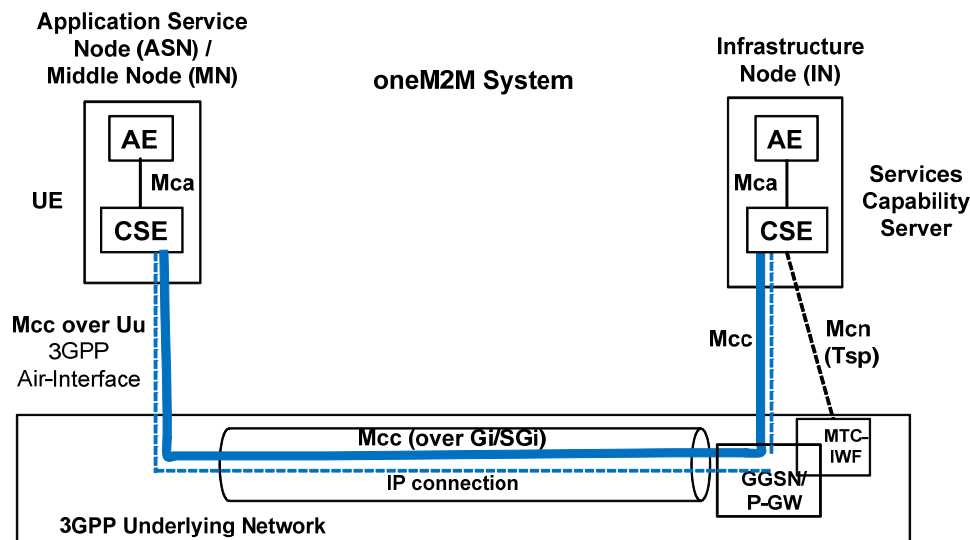 Application Service
Node (ASN) /
Middle Node (MN)
oneM2M System
Infrastructure
Node (IN)
AE
Mca
CSE
UE
AE
Mca
CSE
Services
Capability
Server
Mcc over Uu
3GPP
Air-Interface
Mcc
Mcn
(Tsp)
Mcc (over Gi/SGi)
IP connection
MTC-
IWF
GGSN/
P-GW
3GPP Underlying Network